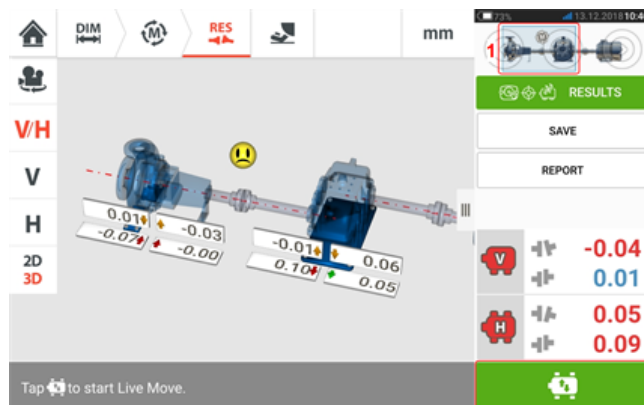 DIM
M
RES
mm
73%
13.12.2018 10:4
1
RESULTS
SAVE
REPORT
V/H
V
H
2D
3D
0.01
-0.03
-0.07
-0.00
-0.01
0.06
0.10
0.05
V
-0.04
0.01
H
0.05
0.09
Tap to start Live Move.